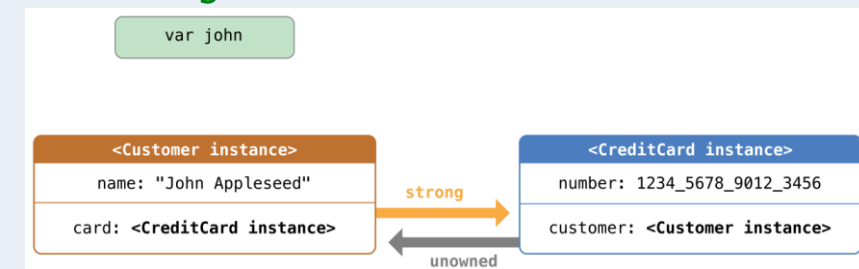 var john
<Customer instance>
<CreditCard instance>
name: "John Appleseed"
number: 1234_5678_9012_3456
strong
card: <CreditCard instance>
customer: <Customer instance>
unowned